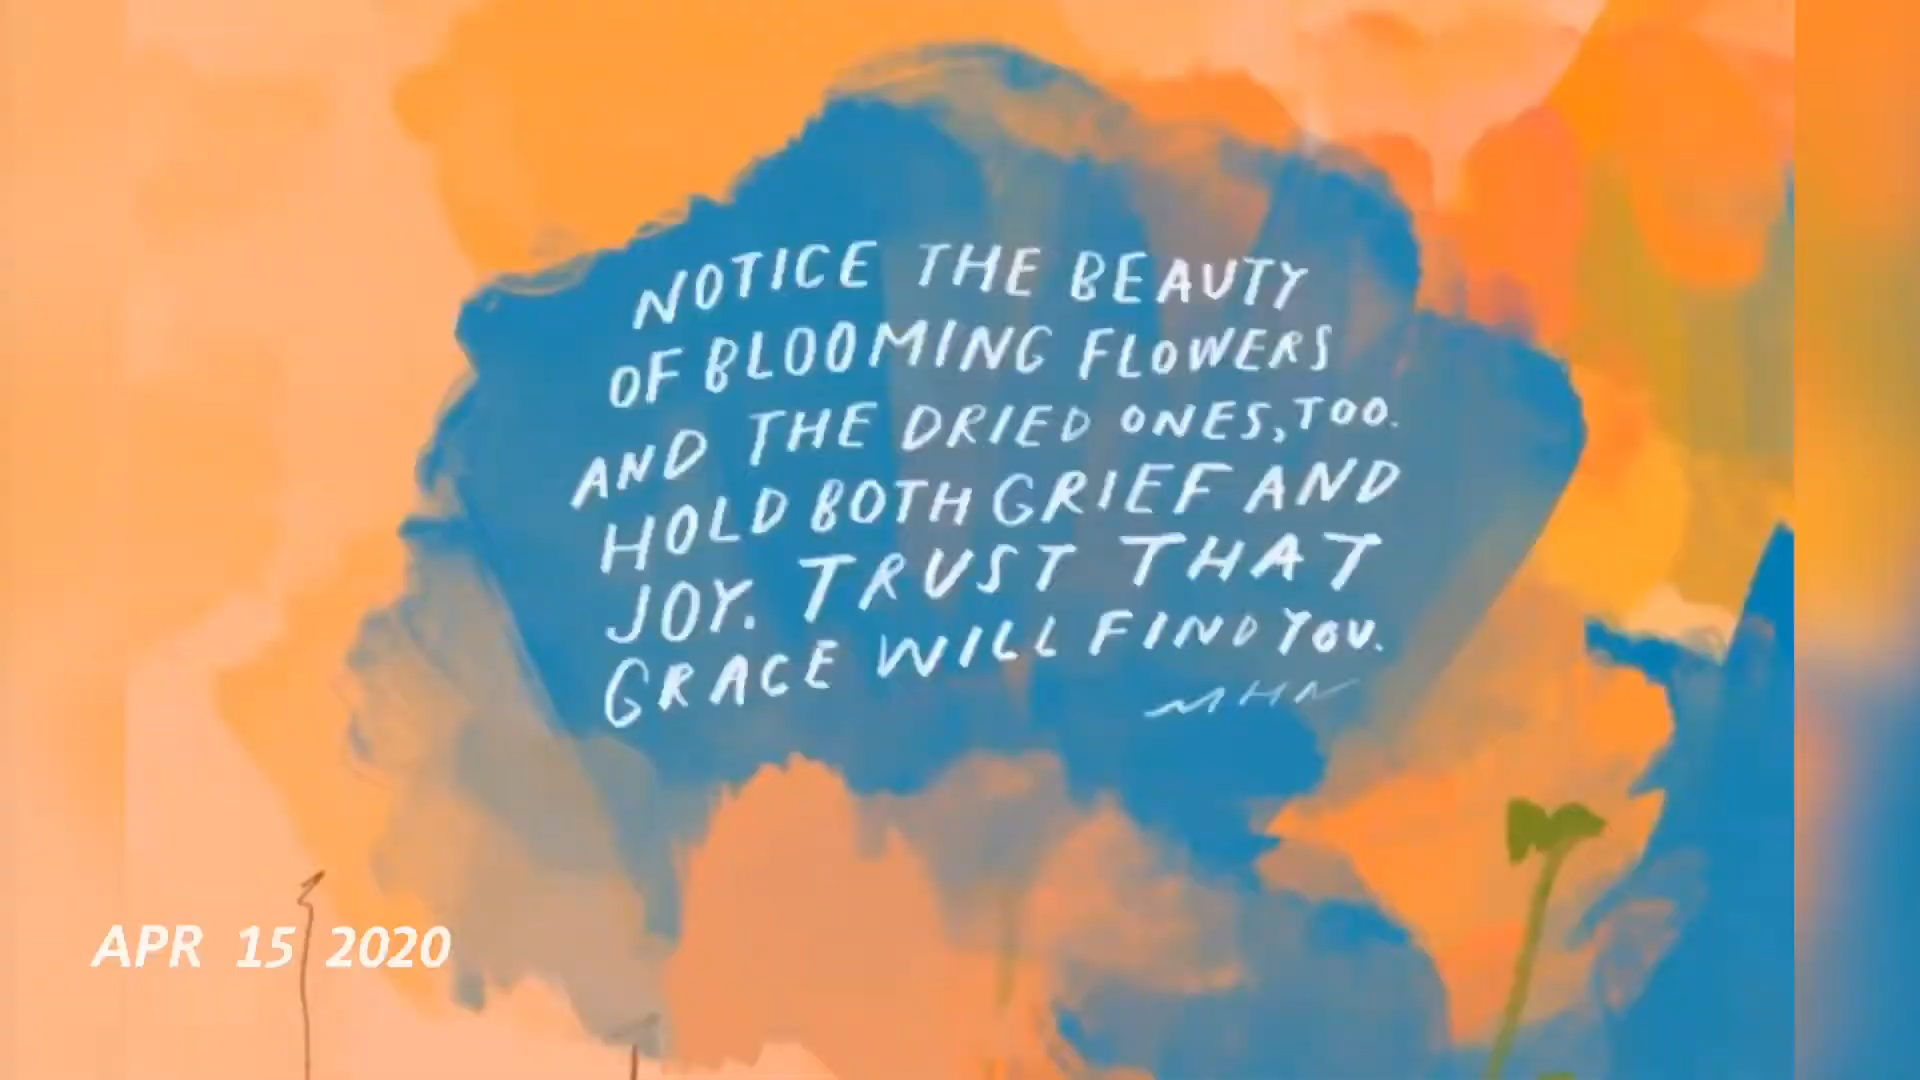 NOTICE THE BEAUTY
OF BLOOMING FLOWERS
AND THE DRIED ONES, TOO.
HOLD BOTH GRIEF AND
JOY. TRUST THAT
GRACE WILL FIND YOU.
MHN
APR 15 2020